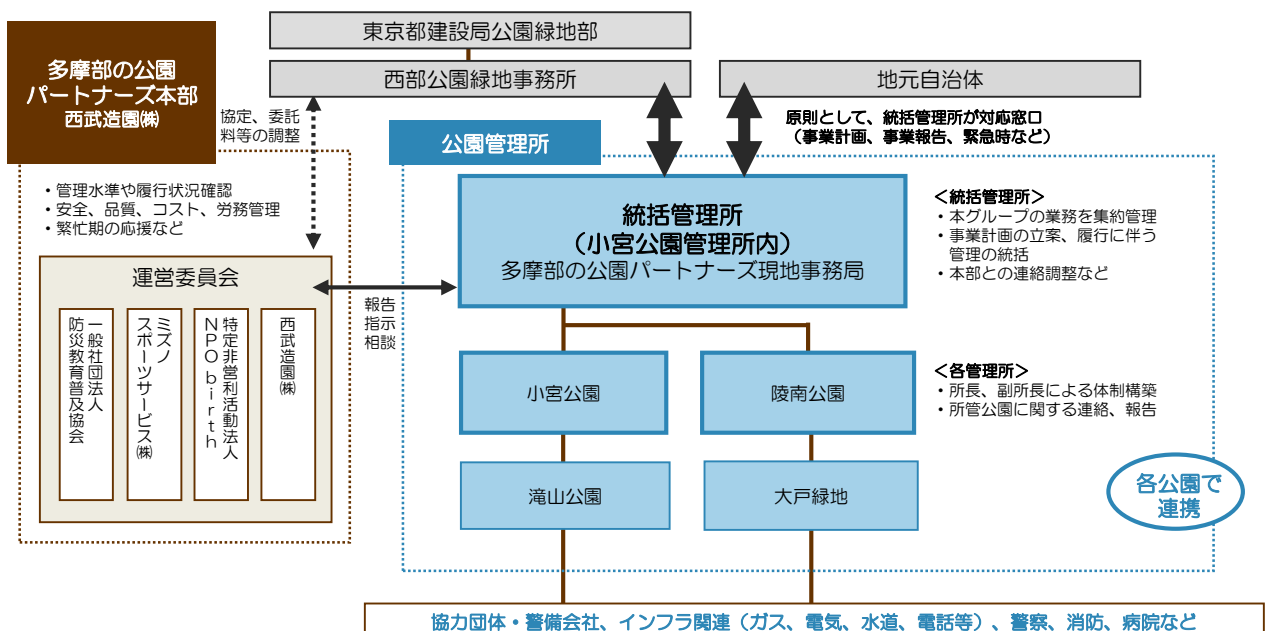 東京都建設局公園緑地部
西部公園緑地事務所
地元自治体
多摩部の公園
パートナーズ本部
西武造園㈱
協定、委託
料等の調整
原則として、統括管理所が対応窓口
（事業計画、事業報告、緊急時など）
公園管理所
・管理水準や履行状況確認
・安全、品質、コスト、労務管理
・繁忙期の応援など
統括管理所
（小宮公園管理所内）
多摩部の公園パートナーズ現地事務局
＜統括管理所＞
・本グループの業務を集約管理
・事業計画の立案、履行に伴う
管理の統括
・本部との連絡調整など
運営委員会
報告
指示
相談
西武造園㈱
特定非営利活動法人
NPO birth
ミズノ
スポーツサービス㈱
一般社団法人
防災教育普及協会
小宮公園
陵南公園
＜各管理所＞
・所長、副所長による体制構築
・所管公園に関する連絡、報告
滝山公園
大戸緑地
各公園で
連携
協力団体・警備会社、インフラ関連（ガス、電気、水道、電話等）、警察、消防、病院など